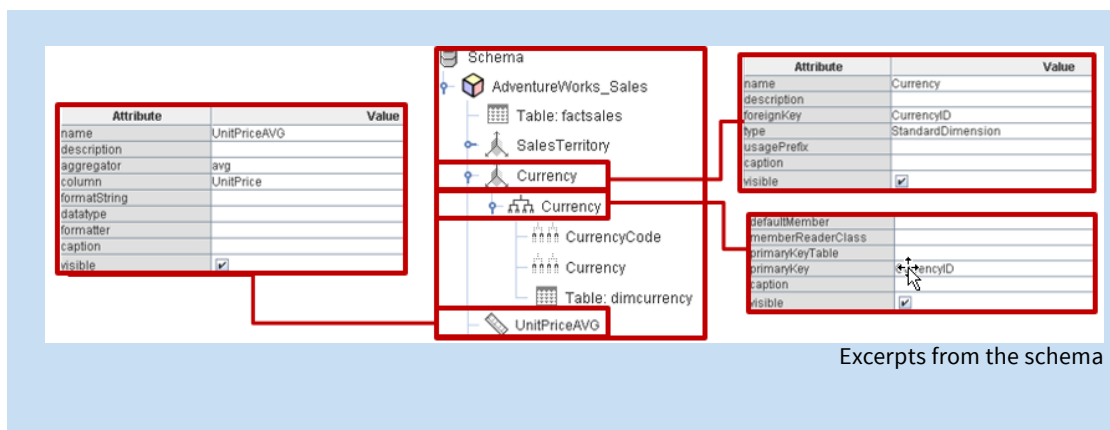 Schema
AdventureWorks_Sales
Table: factsales
SalesTerritory
Currency
Currency
CurrencyCode
Currency
Table: dimcurrency
UnitPriceAVG
Attribute Value
name UnitPriceAVG
description
aggregator avg
column UnitPrice
formatString
datatype
formatter
caption
visible
Attribute Value
name Currency
description
foreignKey CurrencyID
type StandardDimension
usagePrefix
caption
visible
defaultMember
memberReaderClass
primaryKeyTable
primaryKey
caption
visible
Excerpts from the schema